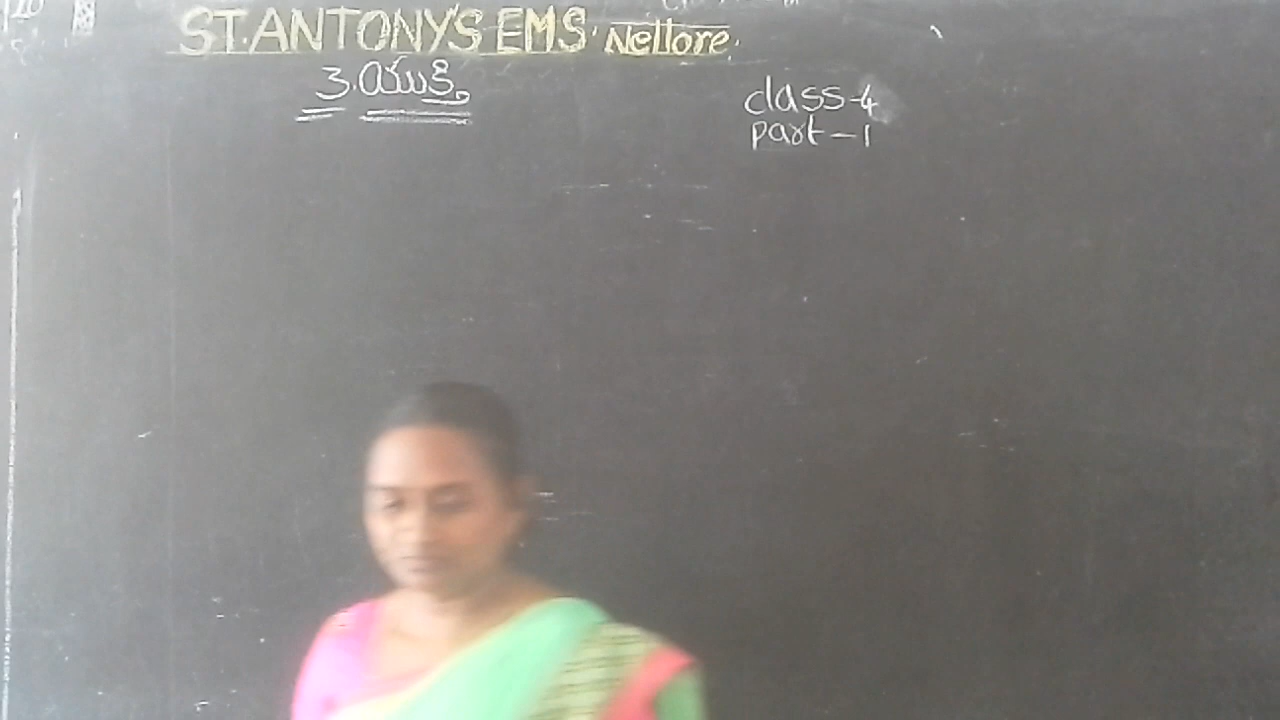 ST.ANTONY'S EMS, Nellore.
3.యుక్తి
class-4
part-1